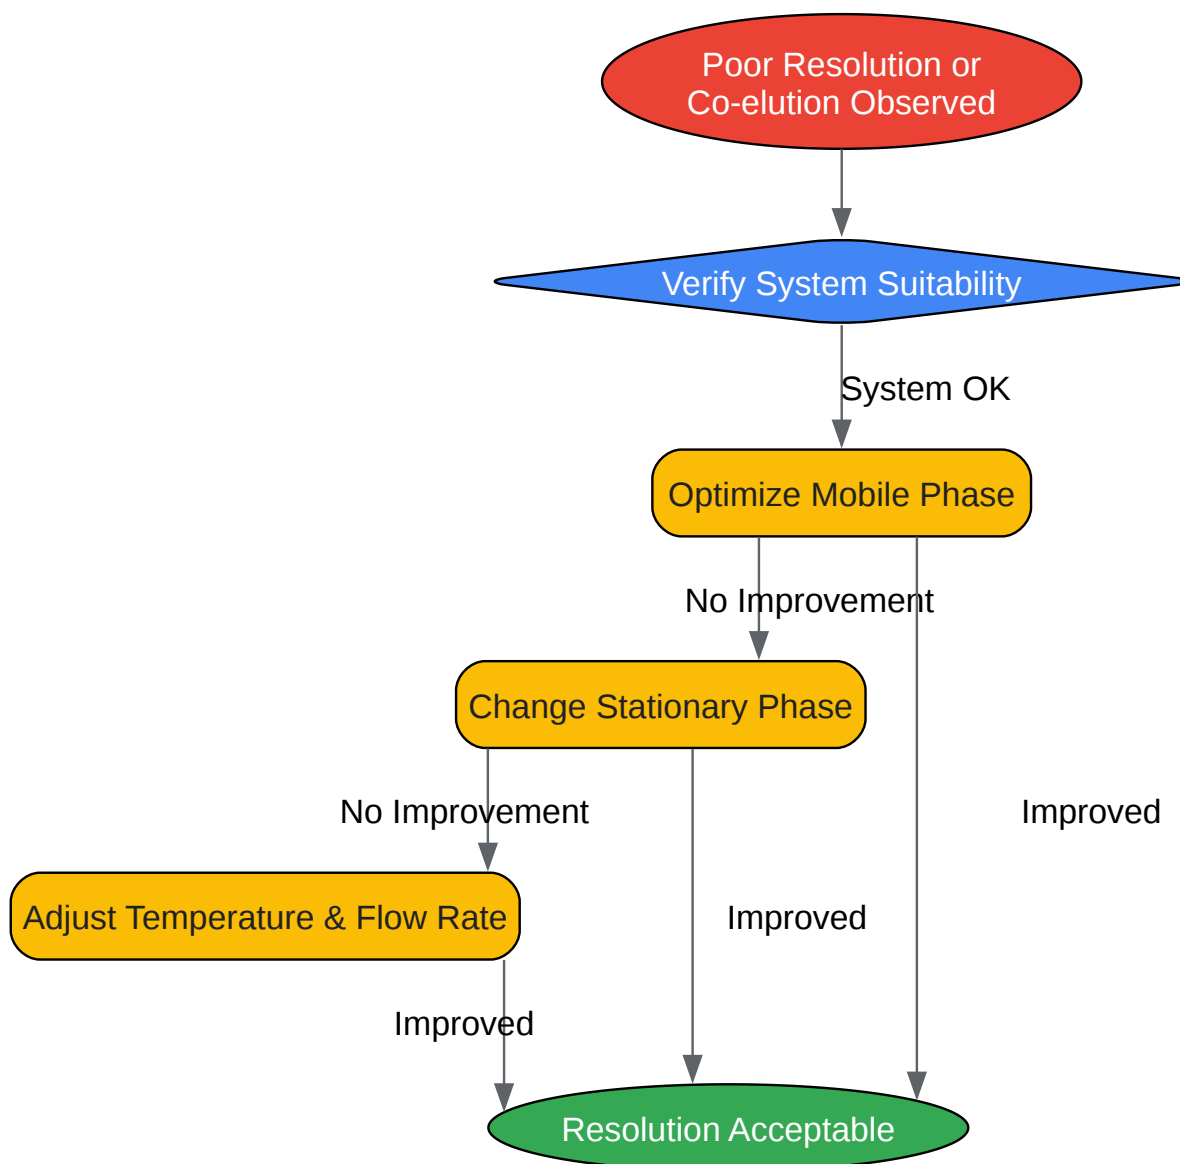 Poor Resolution or
Co-elution Observed
Verify System Suitability
System OK
Optimize Mobile Phase
No Improvement
Change Stationary Phase
No Improvement
Improved
Adjust Temperature & Flow Rate
Improved
Improved
Resolution Acceptable